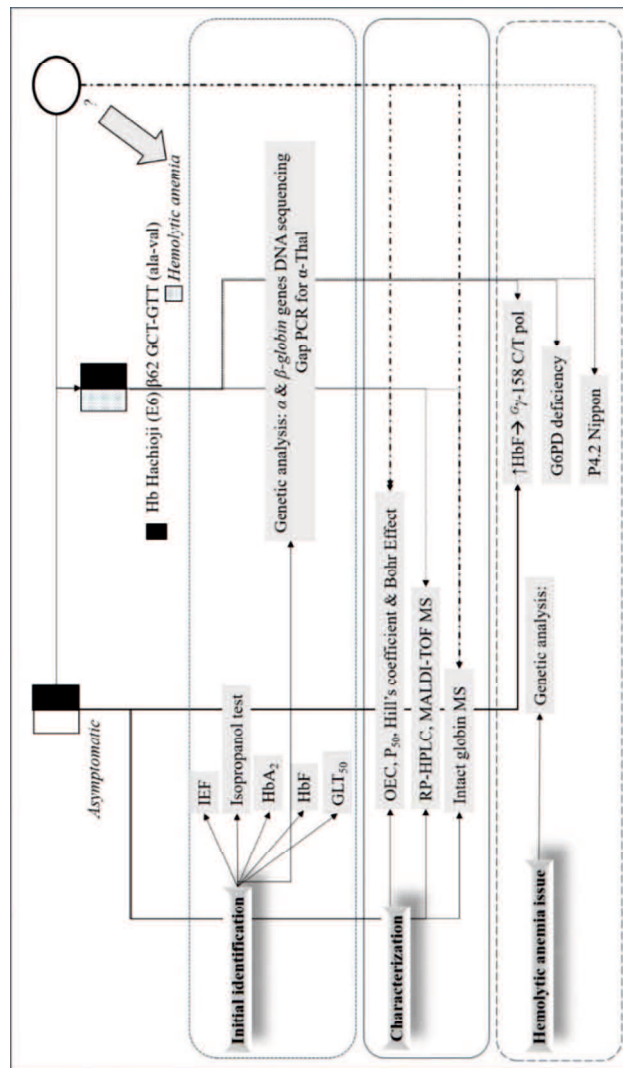 Asymptomatic
Hb Hachioji (E6) β62 GCT-GTT (ala-val)
Hemolytic anemia
?
Initial identification
IEF
Isopropanol test
HbA2
HbF
GLT50
Genetic analysis: α & β-globin genes DNA sequencing
Gap PCR for α-Thal
Characterization
OEC, P50, Hill's coefficient & Bohr Effect
RP-HPLC, MALDI-TOF MS
Intact globin MS
Hemolytic anemia issue
Genetic analysis:
↑HbF→ Gγ-158 C/T pol
G6PD deficiency
P4.2 Nippon